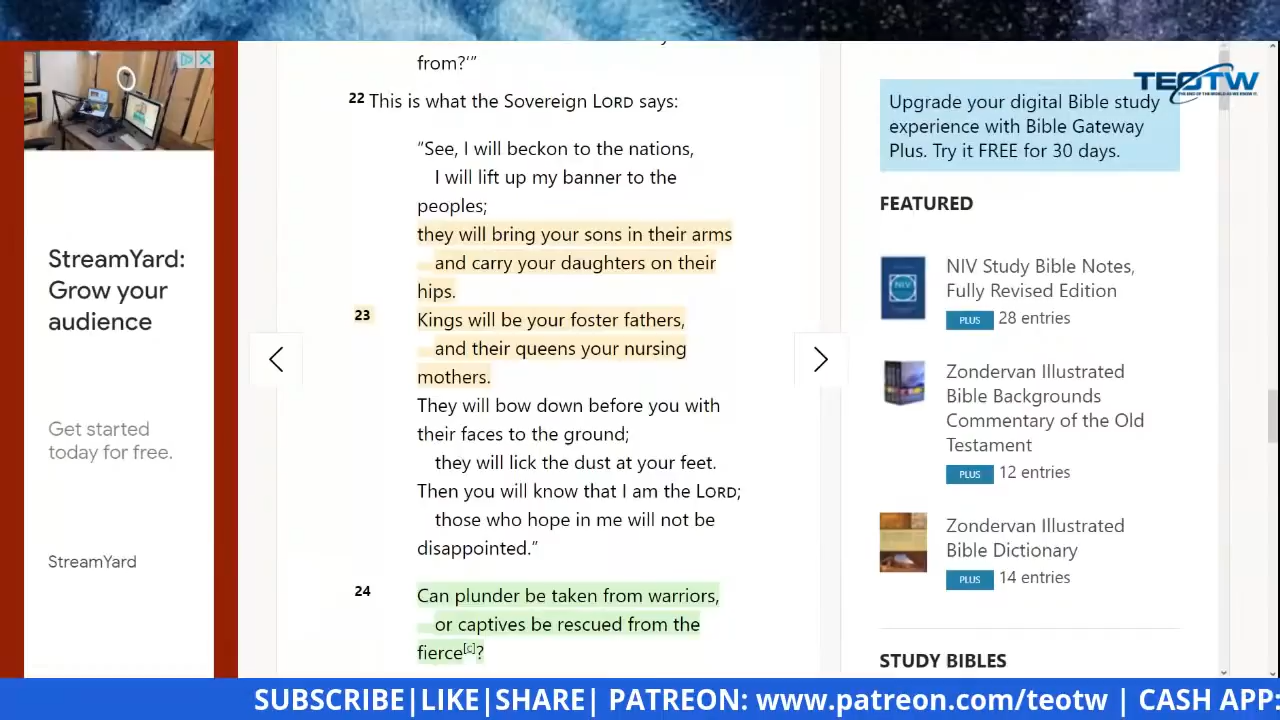 from?’”
22 This is what the Sovereign LORD says:
“See, I will beckon to the nations,
I will lift up my banner to the
peoples;
they will bring your sons in their arms
and carry your daughters on their
hips.
23 Kings will be your foster fathers,
and their queens your nursing
mothers.
They will bow down before you with
their faces to the ground;
they will lick the dust at your feet.
Then you will know that I am the LORD;
those who hope in me will not be
disappointed.”
24 Can plunder be taken from warriors,
or captives be rescued from the
fierce[c]?
StreamYard:
Grow your
audience
Get started
today for free.
StreamYard
TEOTW
THE END OF THE WORLD AS WE KNOW IT.
Upgrade your digital Bible study
experience with Bible Gateway
Plus. Try it FREE for 30 days.
FEATURED
NIV Study Bible Notes,
Fully Revised Edition
PLUS 28 entries
Zondervan Illustrated
Bible Backgrounds
Commentary of the Old
Testament
PLUS 12 entries
Zondervan Illustrated
Bible Dictionary
PLUS 14 entries
STUDY BIBLES
SUBSCRIBE|LIKE|SHARE| PATREON: www.patreon.com/teotw | CASH APP: